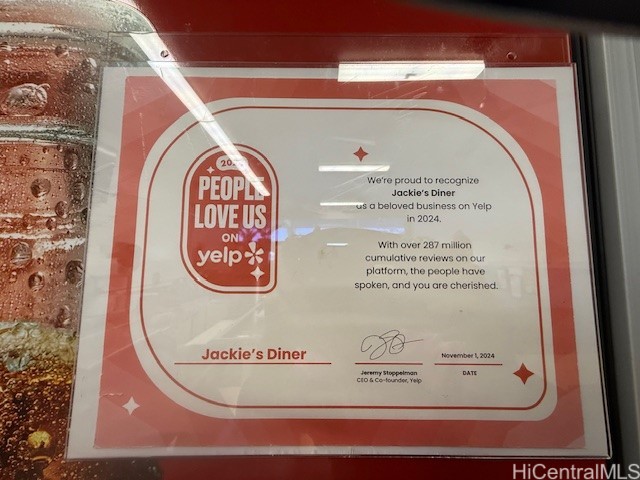 PEOPLE
LOVE US
ON
yelp
We're proud to recognize
Jackie's Diner
as a beloved business on Yelp
in 2024.
With over 287 million
cumulative reviews on our
platform, the people have
spoken, and you are cherished.
Jackie's Diner
Jeremy Stoppelman
CEO & Co-founder, Yelp
November 1, 2024
DATE
HiCentralMLS